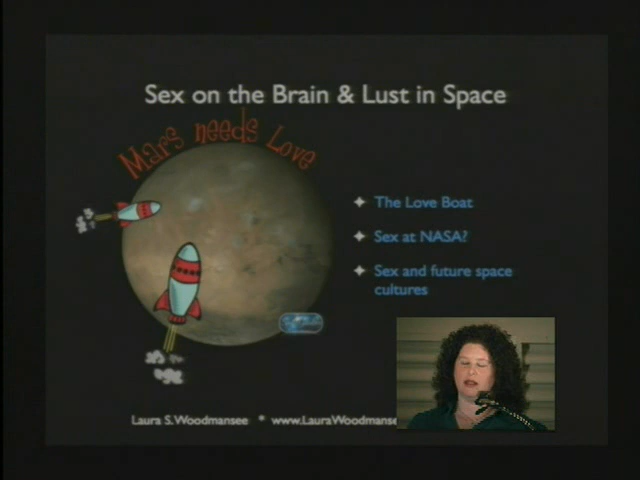 Sex on the Brain & Lust in Space
Mars needs Love
The Love Boat
Sex at NASA?
Sex and future space
cultures
Laura S. Woodmansee * www.LauraWoodmanse